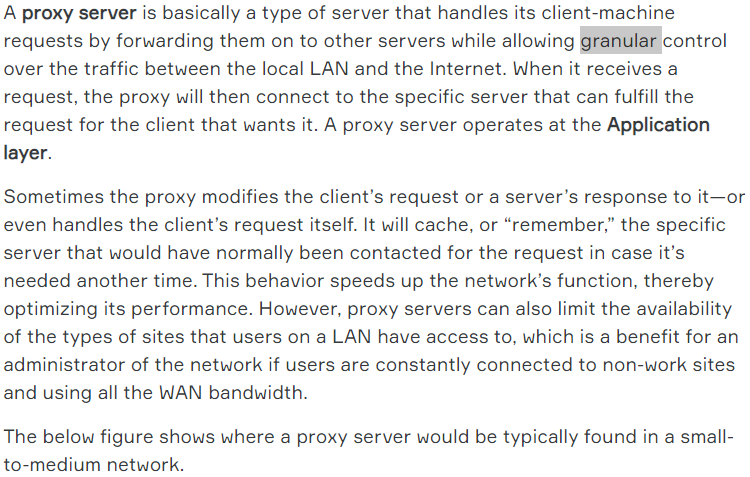 A proxy server is basically a type of server that handles its client-machine
requests by forwarding them on to other servers while allowing granular control
over the traffic between the local LAN and the Internet. When it receives a
request, the proxy will then connect to the specific server that can fulfill the
request for the client that wants it. A proxy server operates at the Application
layer.
Sometimes the proxy modifies the client’s request or a server’s response to it—or
even handles the client’s request itself. It will cache, or “remember,” the specific
server that would have normally been contacted for the request in case it’s
needed another time. This behavior speeds up the network’s function, thereby
optimizing its performance. However, proxy servers can also limit the availability
of the types of sites that users on a LAN have access to, which is a benefit for an
administrator of the network if users are constantly connected to non-work sites
and using all the WAN bandwidth.
The below figure shows where a proxy server would be typically found in a small-
to-medium network.